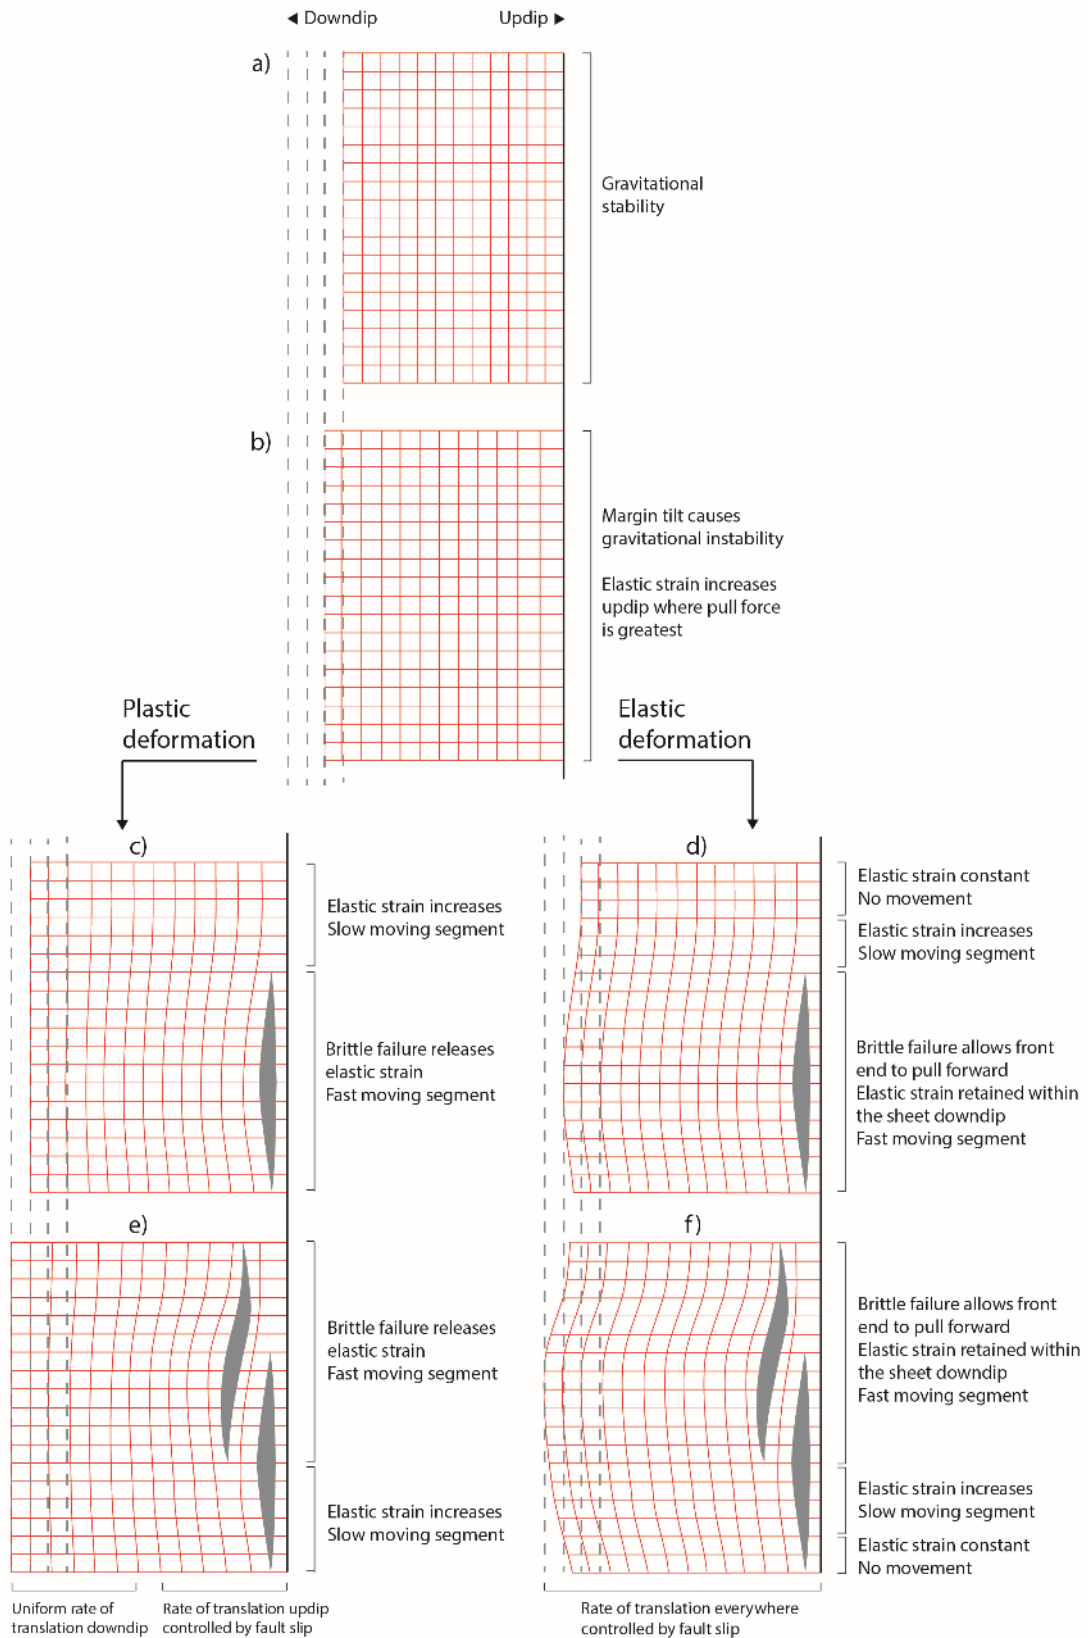 ◄ Downdip Updip ►
a)
Gravitational
stability
b)
Margin tilt causes
gravitational instability
Elastic strain increases
updip where pull force
is greatest
Plastic
deformation
Elastic
deformation
c)
Elastic strain increases
Slow moving segment
Brittle failure releases
elastic strain
Fast moving segment
d)
Elastic strain constant
No movement
Elastic strain increases
Slow moving segment
Brittle failure allows front
end to pull forward
Elastic strain retained within
the sheet downdip
Fast moving segment
e)
Brittle failure releases
elastic strain
Fast moving segment
Elastic strain increases
Slow moving segment
f)
Brittle failure allows front
end to pull forward
Elastic strain retained within
the sheet downdip
Fast moving segment
Elastic strain increases
Slow moving segment
Elastic strain constant
No movement
Uniform rate of
translation downdip
Rate of translation updip
controlled by fault slip
Rate of translation everywhere
controlled by fault slip